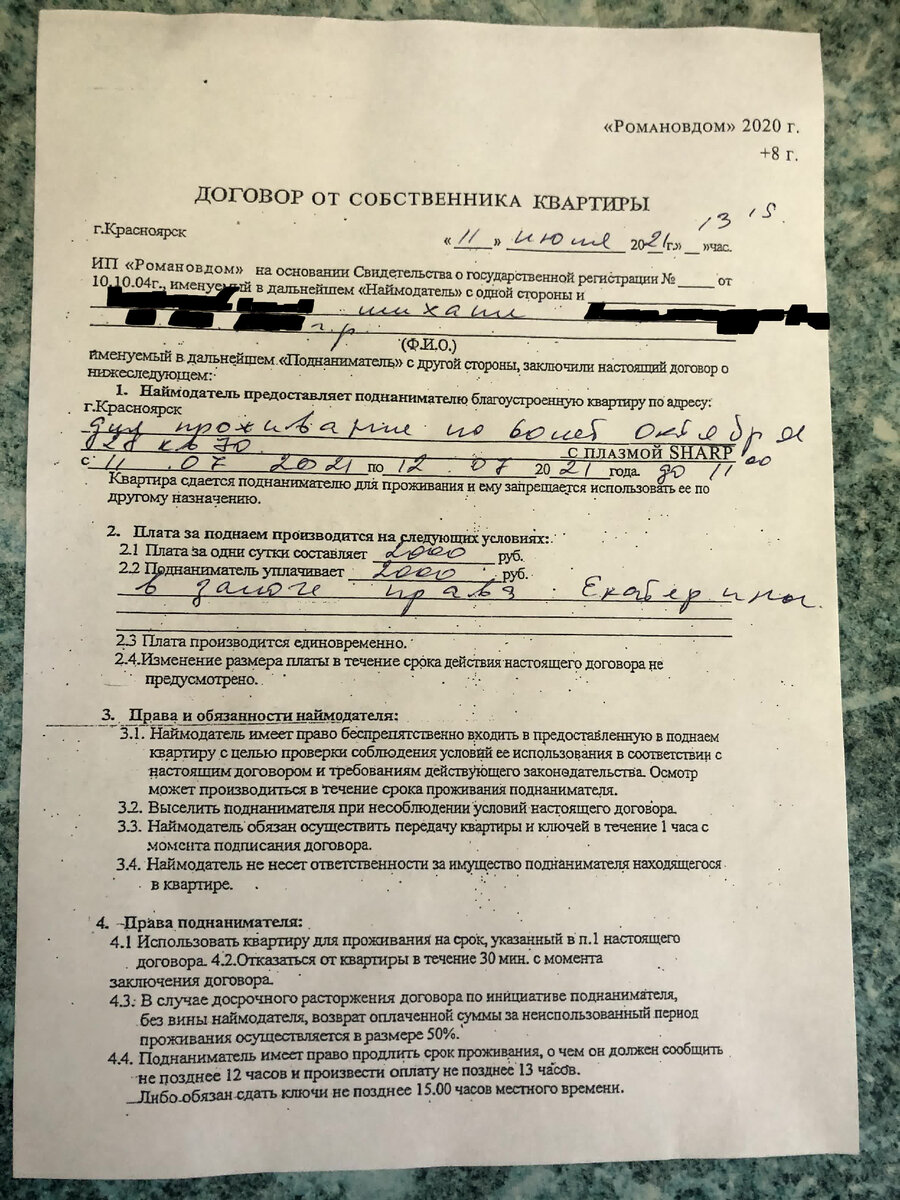 «Романовдом» 2020 г.
+8 г.
ДОГОВОР ОТ СОБСТВЕННИКА КВАРТИРЫ
13 15
г.Красноярск « 11 » июля 2021г.» __»час.
ИП «Романовдом» на основании Свидетельства о государственной регистрации № _____ от
10.10.04г., именуемый в дальнейшем «Наймодатель» с одной стороны и
г.р
(Ф.И.О.)
именуемый в дальнейшем «Поднаниматель» с другой стороны, заключили настоящий договор о
нижеследующем:
1. Наймодатель предоставляет поднанимателю благоустроенную квартиру по адресу:
г.Красноярск
для проживания по 60 лет октября
кв 70 С ПЛАЗМОЙ SHARP
с 11 .07 2021 по 12 .07 2021 года. до 11 00
Квартира сдается поднанимателю для проживания и ему запрещается использовать ее по
другому назначению.
2. Плата за поднаем производится на следующих условиях:
2.1 Плата за одни сутки составляет 2000 руб.
2.2 Поднаниматель уплачивает 2000 руб.
в залоге права Екатерины
2.3 Плата производится единовременно.
2.4.Изменение размера платы в течение срока действия настоящего договора не
предусмотрено.
3. Права и обязанности наймодателя:
3.1. Наймодатель имеет право беспрепятственно входить в предоставленную в поднаем
квартиру с целью проверки соблюдения условий ее использования в соответствии с
настоящим договором и требованиям действующего законодательства. Осмотр
может производиться в течение срока проживания поднанимателя.
3.2. Выселить поднанимателя при несоблюдении условий настоящего договора.
3.3. Наймодатель обязан осуществить передачу квартиры и ключей в течение 1 часа с
момента подписания договора.
3.4. Наймодатель не несет ответственности за имущество поднанимателя находящегося
в квартире.
4. Права поднанимателя:
4.1 Использовать квартиру для проживания на срок, указанный в п.1 настоящего
договора. 4.2.Отказаться от квартиры в течение 30 мин. с момента
заключения договора.
4.3. В случае досрочного расторжения договора по инициативе поднанимателя,
без вины наймодателя, возврат оплаченной суммы за неиспользованный период
проживания осуществляется в размере 50%.
4.4. Поднаниматель имеет право продлить срок проживания, о чем он должен сообщить
не позднее 12 часов и произвести оплату не позднее 13 часов.
Либо обязан сдать ключи не позднее 15.00 часов местного времени.